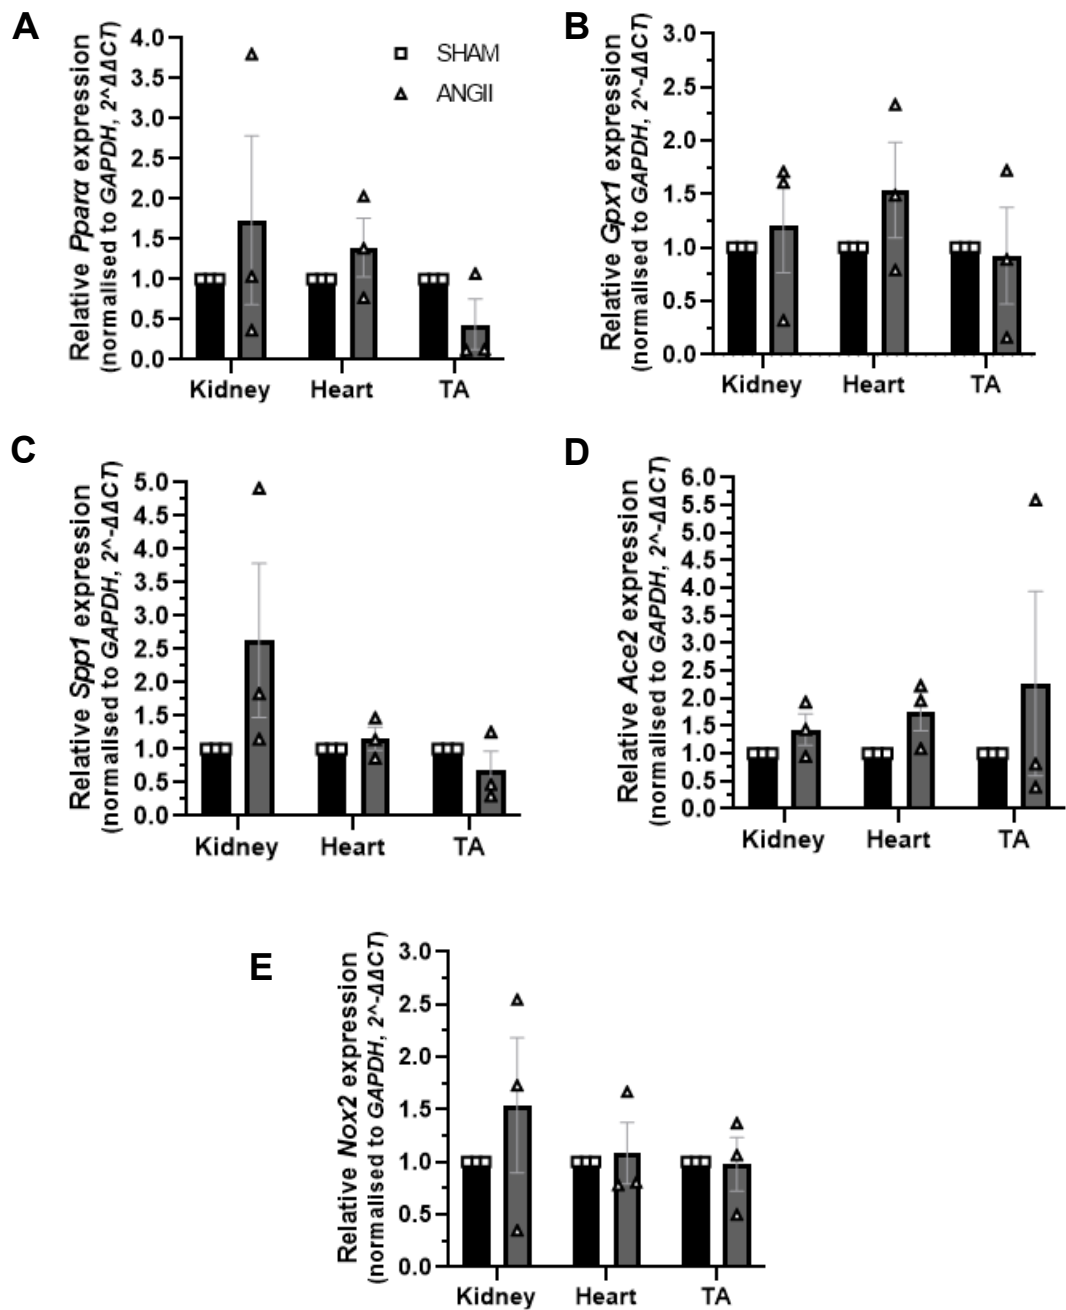 A
Relative Pparα expression
(normalised to GAPDH, 2^ΔΔCT)
4.0
3.5
3.0
2.5
2.0
1.5
1.0
0.5
0.0
SHAM
ANGII
Kidney Heart TA
B
Relative Gpx1 expression
(normalised to GAPDH, 2^-ΔΔCT)
3.0
2.5
2.0
1.5
1.0
0.5
0.0
Kidney Heart TA
C
Relative Spp1 expression
(normalised to GAPDH, 2^-ΔΔCT)
5.0
4.5
4.0
3.5
3.0
2.5
2.0
1.5
1.0
0.5
0.0
Kidney Heart TA
D
Relative Ace2 expression
(normalised to GAPDH, 2^-ΔΔCT)
6.0
5.5
5.0
4.5
4.0
3.5
3.0
2.5
2.0
1.5
1.0
0.5
0.0
Kidney Heart TA
E
Relative Nox2 expression
(normalised to GAPDH, 2^-ΔΔCT)
3.0
2.5
2.0
1.5
1.0
0.5
0.0
Kidney Heart TA